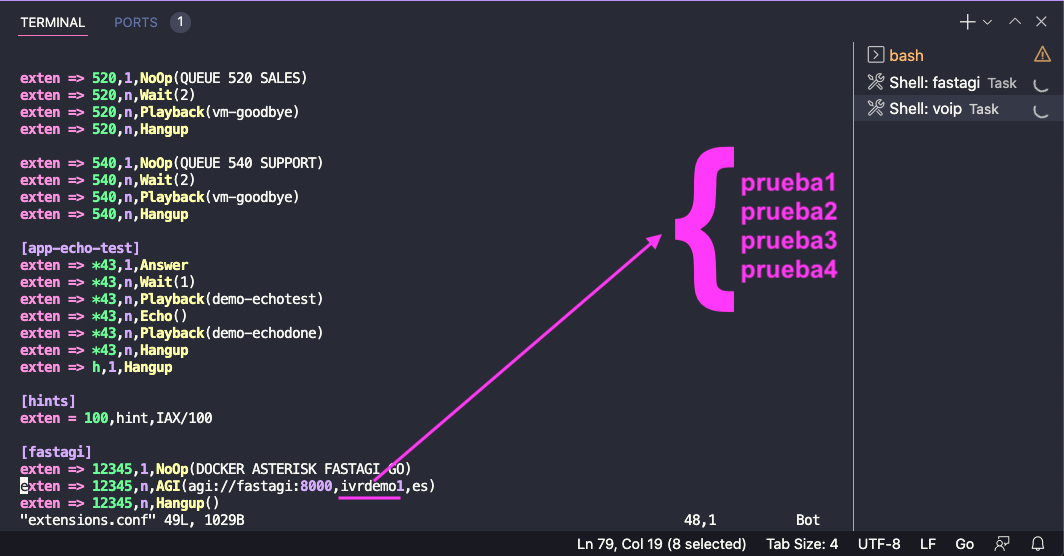 TERMINAL PORTS 1
exten => 520,1,NoOp(QUEUE 520 SALES)
exten => 520,n,Wait(2)
exten => 520,n,Playback(vm-goodbye)
exten => 520,n,Hangup
exten => 540,1,NoOp(QUEUE 540 SUPPORT)
exten => 540,n,Wait(2)
exten => 540,n,Playback(vm-goodbye)
exten => 540,n,Hangup
[app-echo-test]
exten => *43,1,Answer
exten => *43,n,Wait(1)
exten => *43,n,Playback(demo-echotest)
exten => *43,n,Echo()
exten => *43,n,Playback(demo-echodone)
exten => *43,n,Hangup
exten => h,1,Hangup
[hints]
exten = 100,hint,IAX/100
[fastagi]
exten => 12345,1,NoOp(DOCKER ASTERISK FASTAGI GO)
exten => 12345,n,AGI(agi://fastagi:8000,ivrdemo1,es)
exten => 12345,n,Hangup()
"extensions.conf" 49L, 1029B 48,1 Bot
prueba1
prueba2
prueba3
prueba4
bash
Shell: fastagi Task
Shell: voip Task
Ln 79, Col 19 (8 selected) Tab Size: 4 UTF-8 LF Go